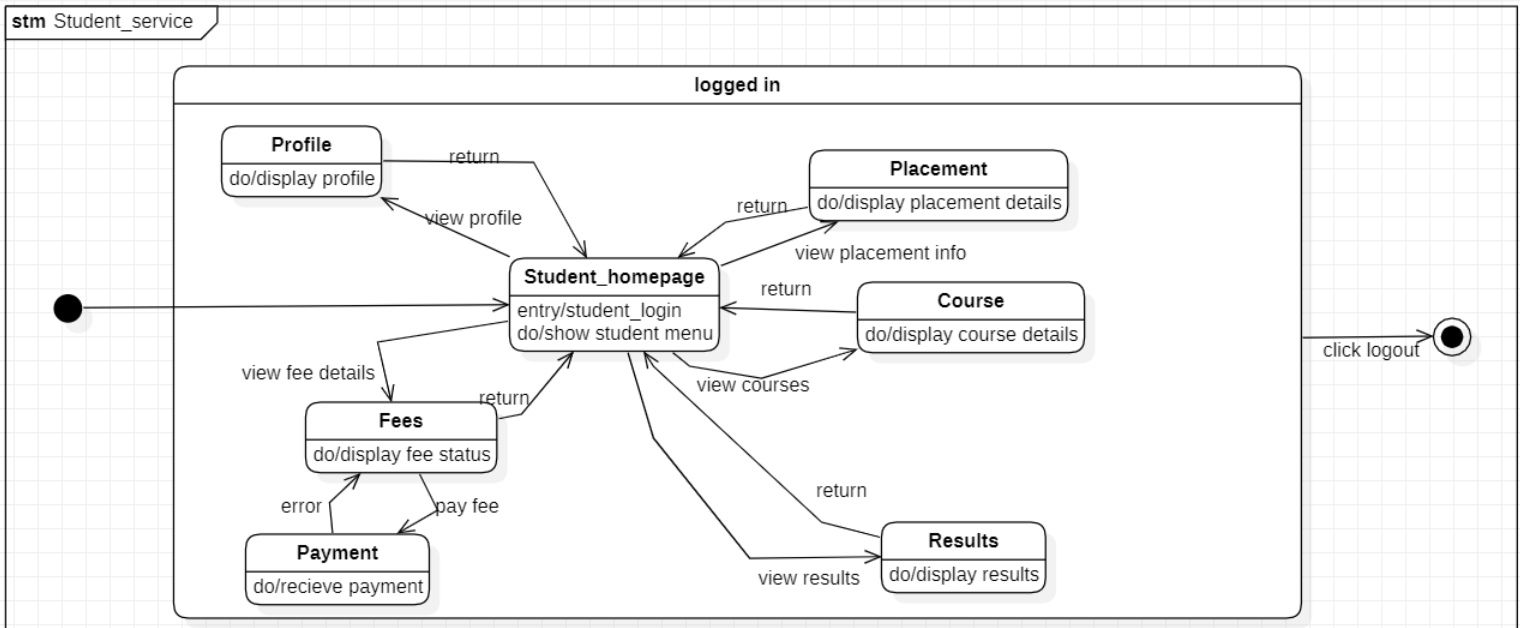 stm Student_service
logged in
Profile
do/display profile
return
view profile
Placement
do/display placement details
return
view placement info
Student_homepage
entry/student_login
do/show student menu
return
Course
do/display course details
view courses
click logout
view fee details
return
Fees
do/display fee status
error
pay fee
Payment
do/recieve payment
return
view results
Results
do/display results